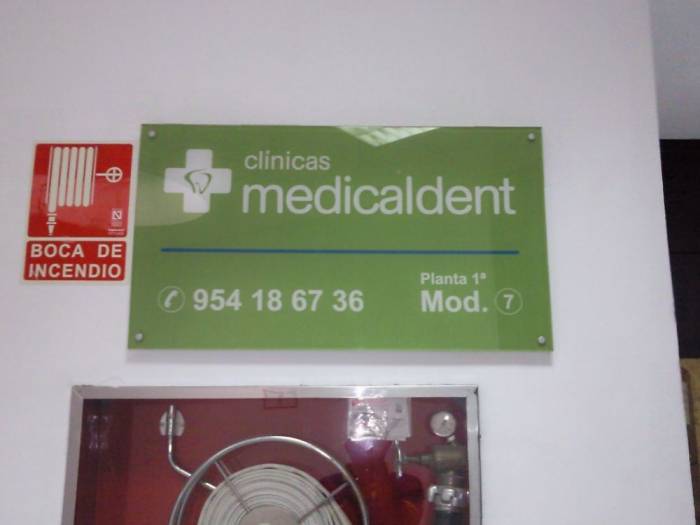 clínicas
medicaldent
954 18 67 36
Planta 1ª
Mod. 7
BOCA DE
INCENDIO